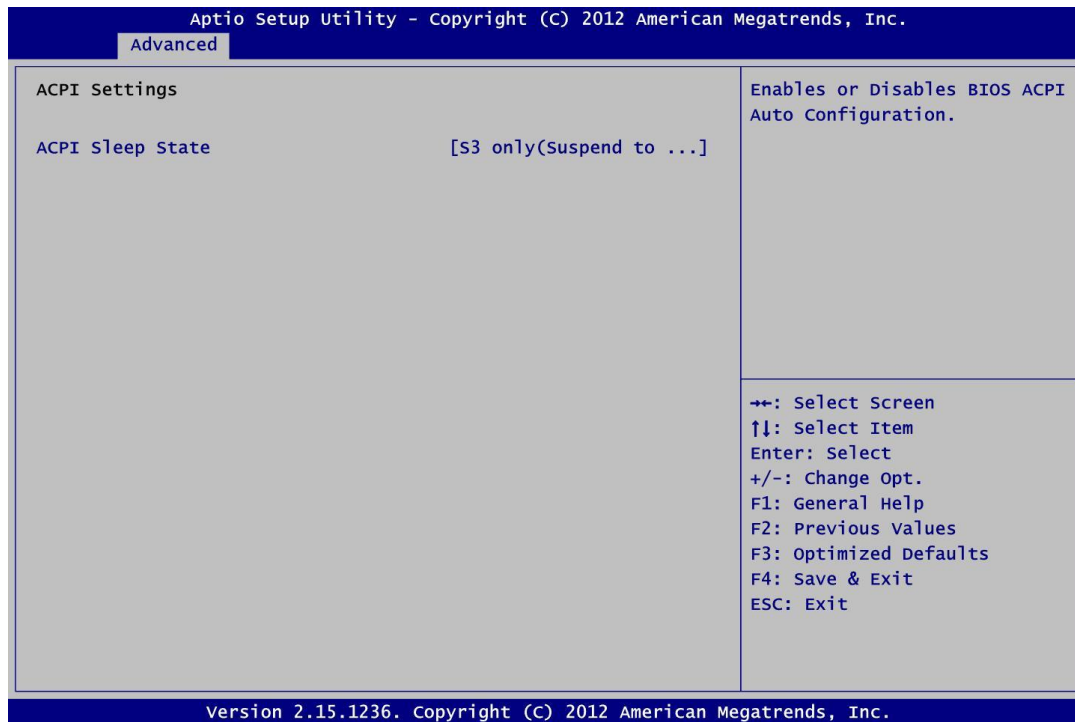 Aptio Setup Utility - Copyright (C) 2012 American Megatrends, Inc.
Advanced
ACPI Settings
ACPI Sleep State [S3 only(Suspend to ...]
Enables or Disables BIOS ACPI
Auto Configuration.
→←: Select Screen
↑↓: Select Item
Enter: Select
+/-: Change Opt.
F1: General Help
F2: Previous Values
F3: Optimized Defaults
F4: Save & Exit
ESC: Exit
Version 2.15.1236. Copyright (C) 2012 American Megatrends, Inc.